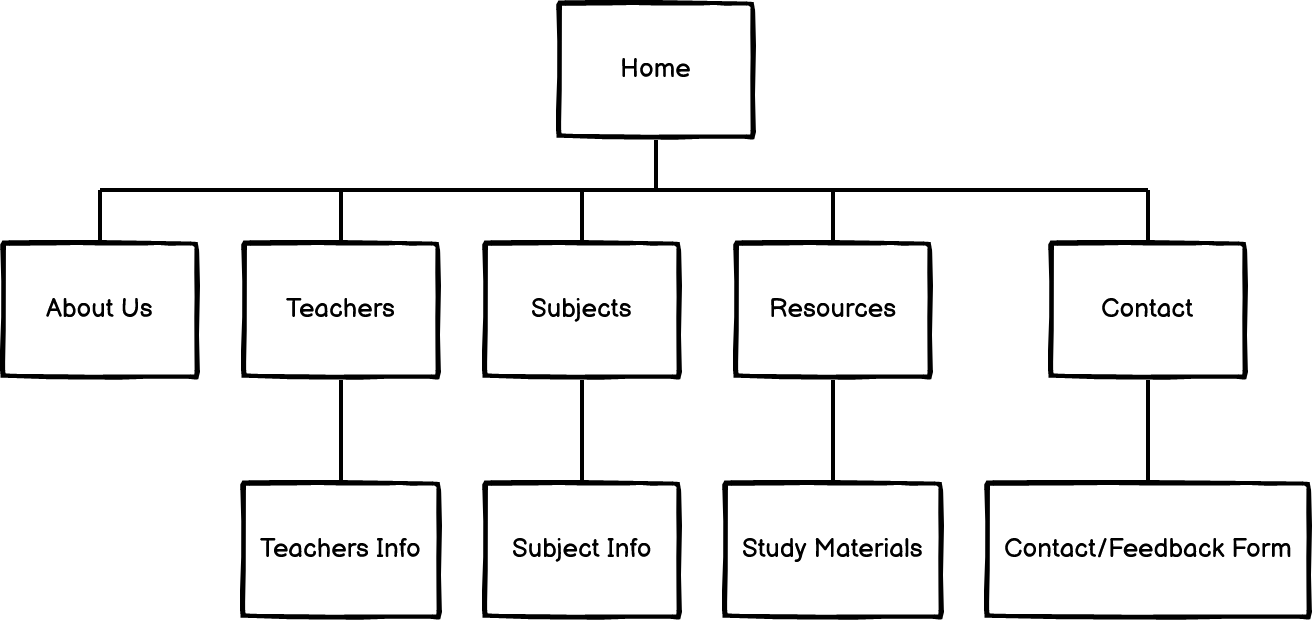 Home
About Us
Teachers
Subjects
Resources
Contact
Teachers Info
Subject Info
Study Materials
Contact/Feedback Form